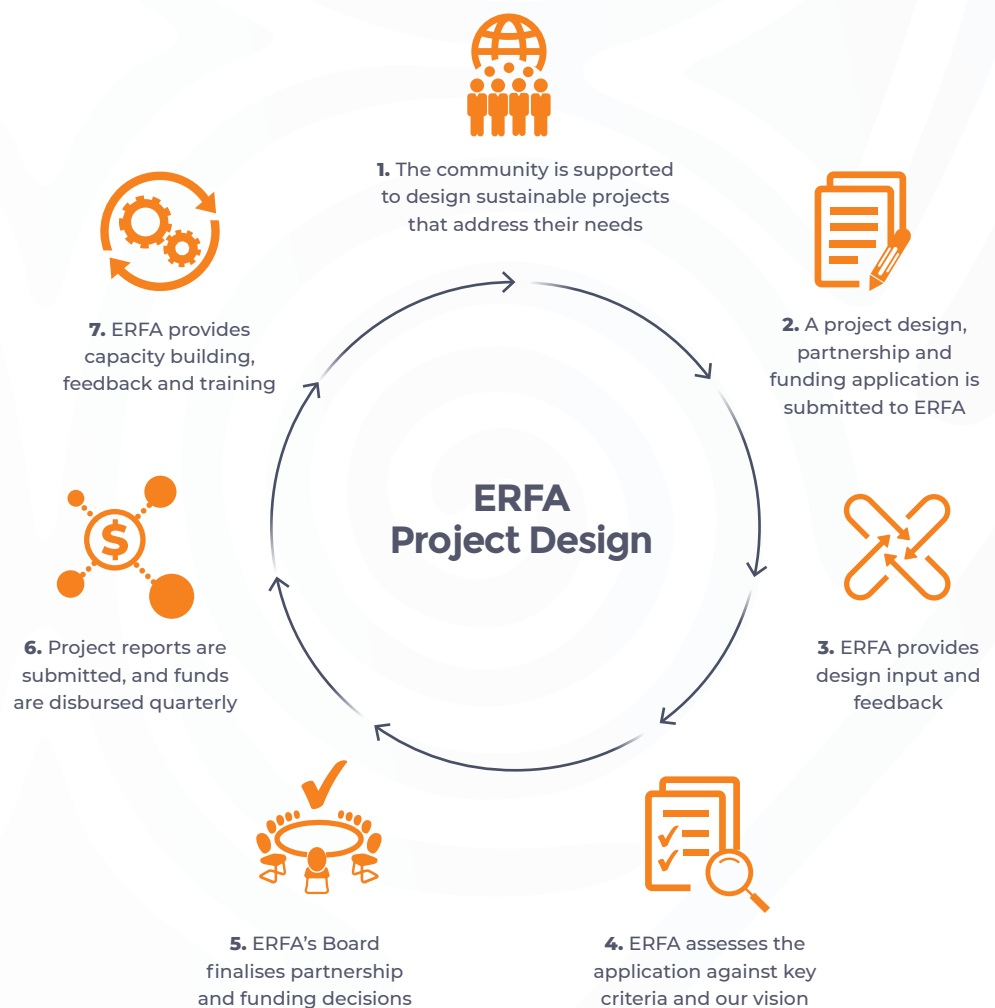 1. The community is supported
to design sustainable projects
that address their needs
2. A project design,
partnership and
funding application is
submitted to ERFA
3. ERFA provides
design input and
feedback
4. ERFA assesses the
application against key
criteria and our vision
5. ERFA’s Board
finalises partnership
and funding decisions
6. Project reports are
submitted, and funds
are disbursed quarterly
$
7. ERFA provides
capacity building,
feedback and training
ERFA
Project Design